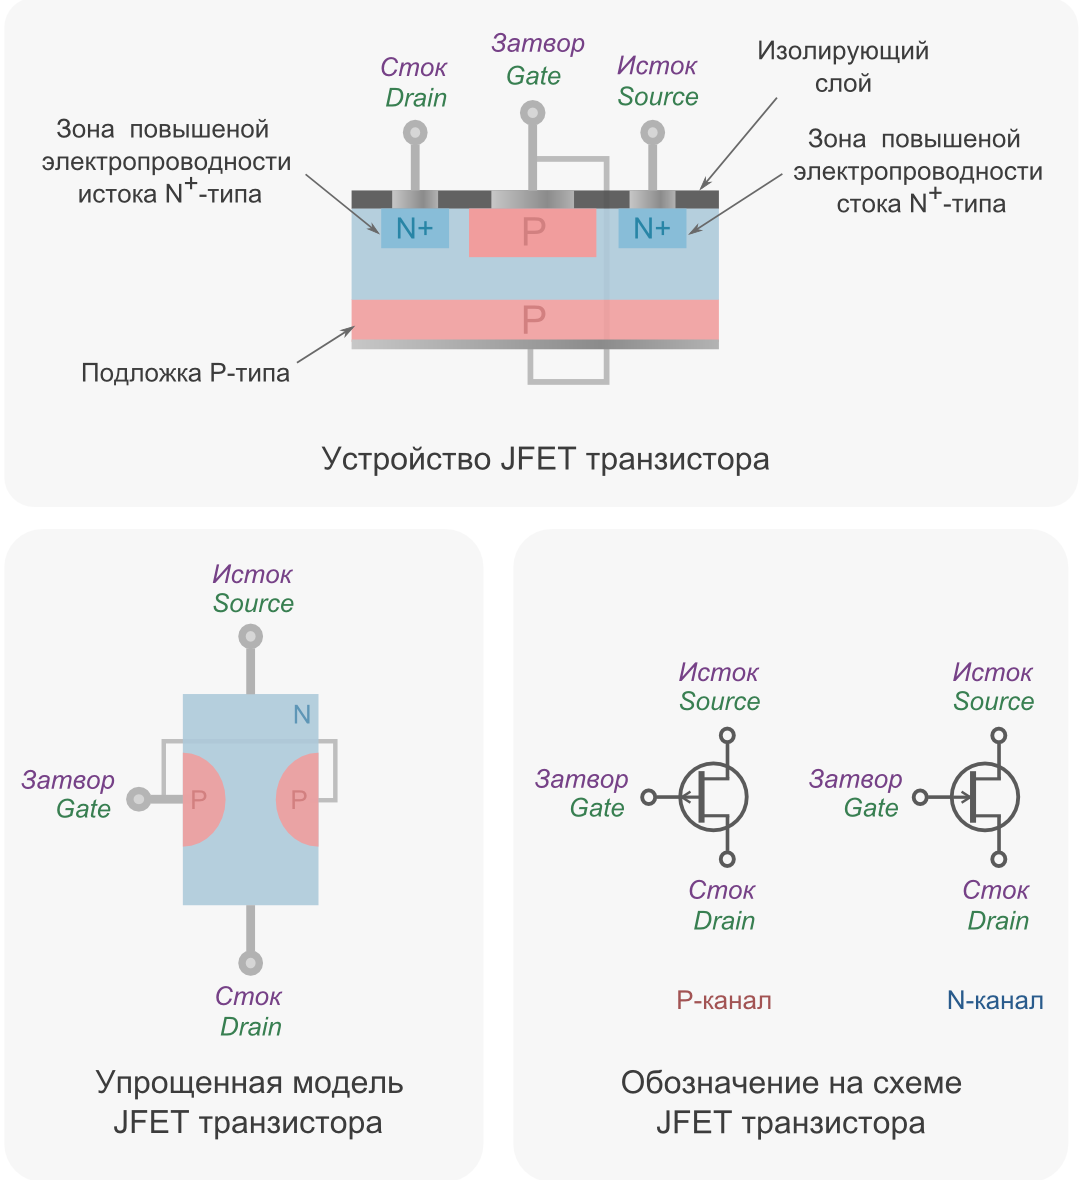 Затвор
Gate
Сток
Drain
Исток
Source
Изолирующий
слой
Зона повышеной
электропроводности
истока N+-типа
Зона повышеной
электропроводности
стока N+-типа
N+
P
N+
P
Подложка P-типа
Устройство JFET транзистора
Исток
Source
N
Затвор
Gate
P
P
Сток
Drain
Упрощенная модель
JFET транзистора
Исток
Source
Затвор
Gate
Сток
Drain
P-канал
Исток
Source
Затвор
Gate
Сток
Drain
N-канал
Обозначение на схеме
JFET транзистора